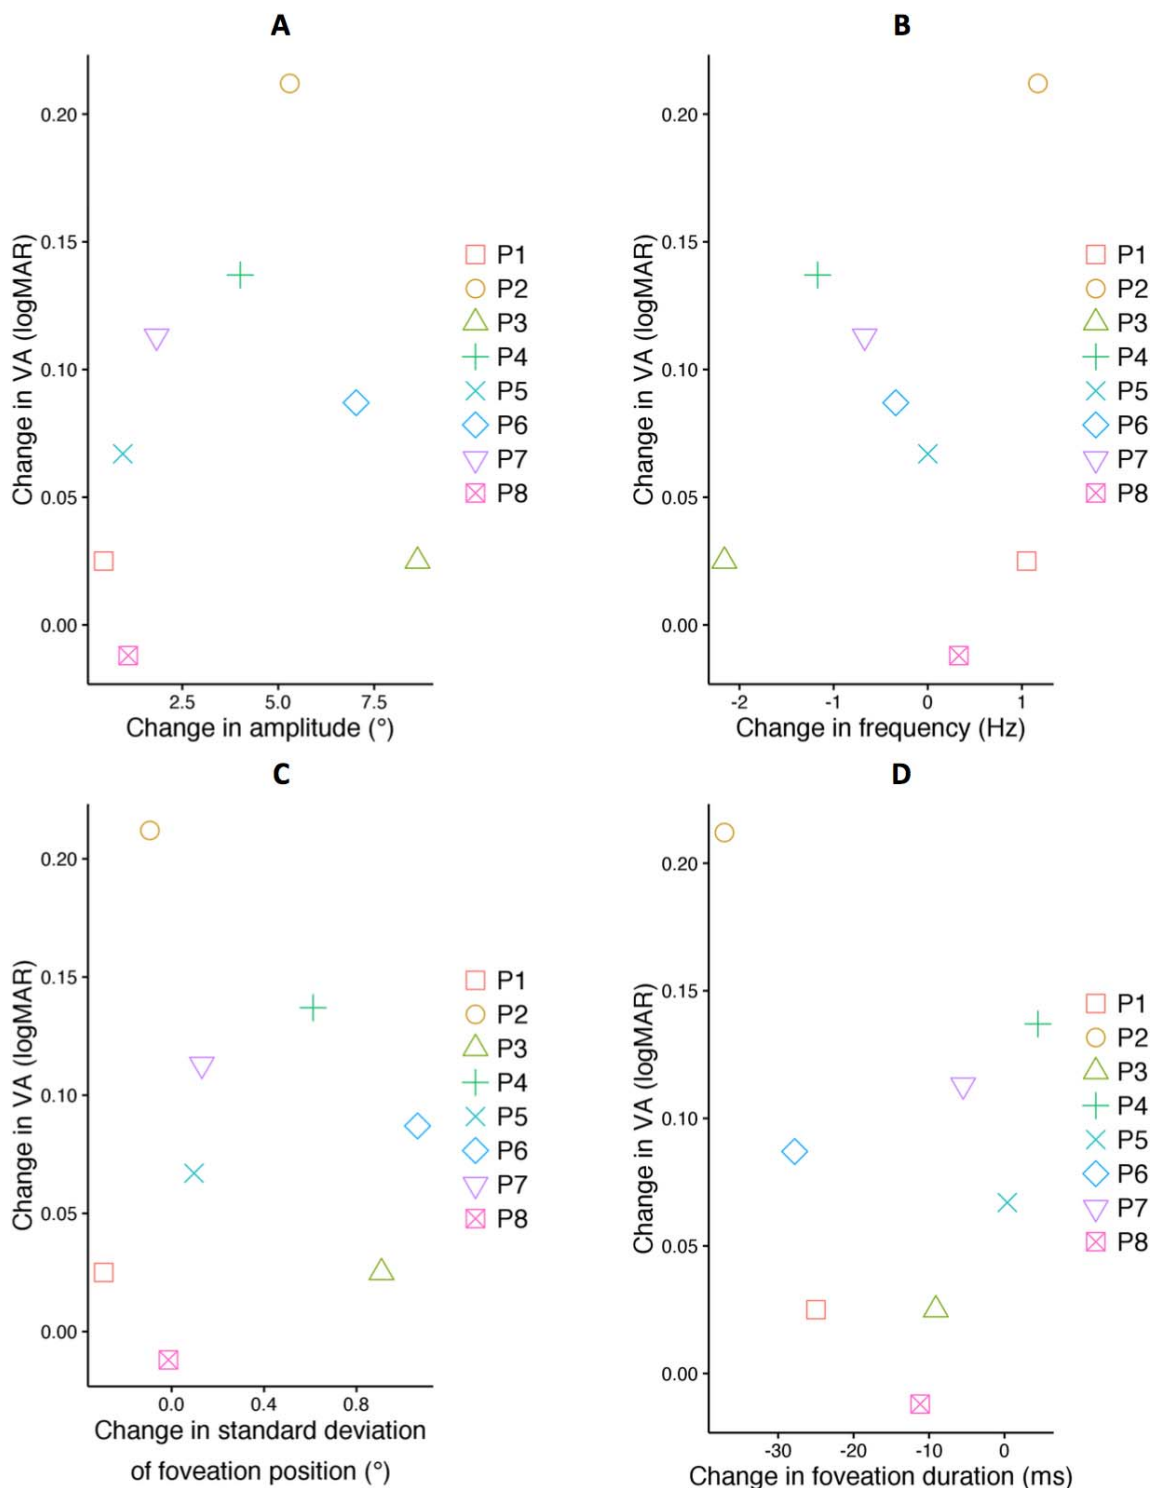 A
Change in VA (logMAR)
0.20
0.15
0.10
0.05
0.00
2.5 5.0 7.5
Change in amplitude (°)
P1
P2
P3
P4
P5
P6
P7
P8
B
Change in VA (logMAR)
0.20
0.15
0.10
0.05
0.00
-2 -1 0 1
Change in frequency (Hz)
P1
P2
P3
P4
P5
P6
P7
P8
C
Change in VA (logMAR)
0.20
0.15
0.10
0.05
0.00
0.0 0.4 0.8
Change in standard deviation
of foveation position (°)
P1
P2
P3
P4
P5
P6
P7
P8
D
Change in VA (logMAR)
0.20
0.15
0.10
0.05
0.00
-30 -20 -10 0
Change in foveation duration (ms)
P1
P2
P3
P4
P5
P6
P7
P8